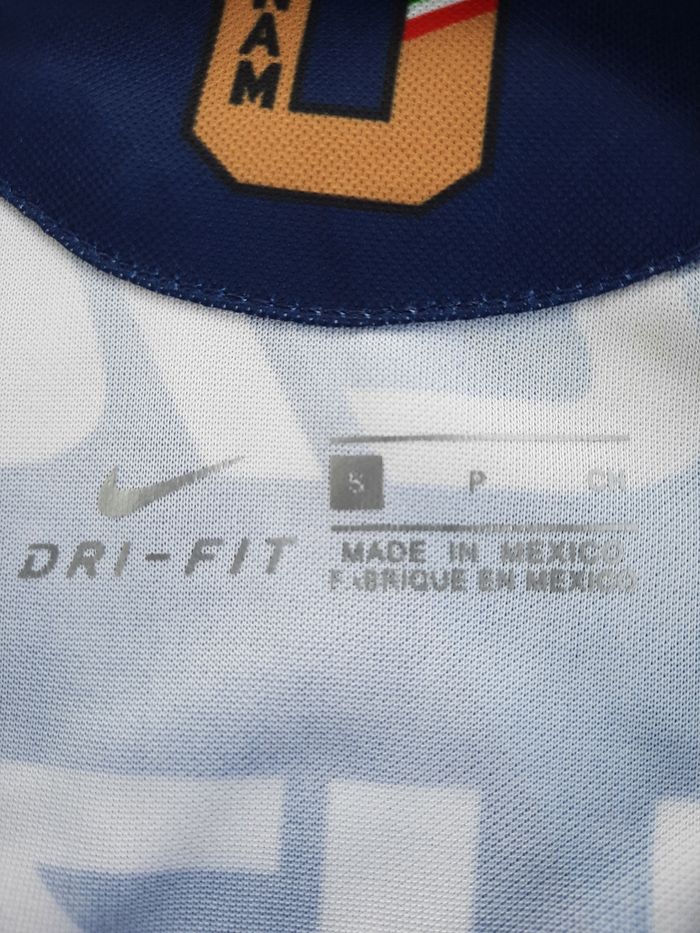 NAM
S P CH
DRI-FIT
MADE IN MEXICO
FABRIQUE EN MEXICO